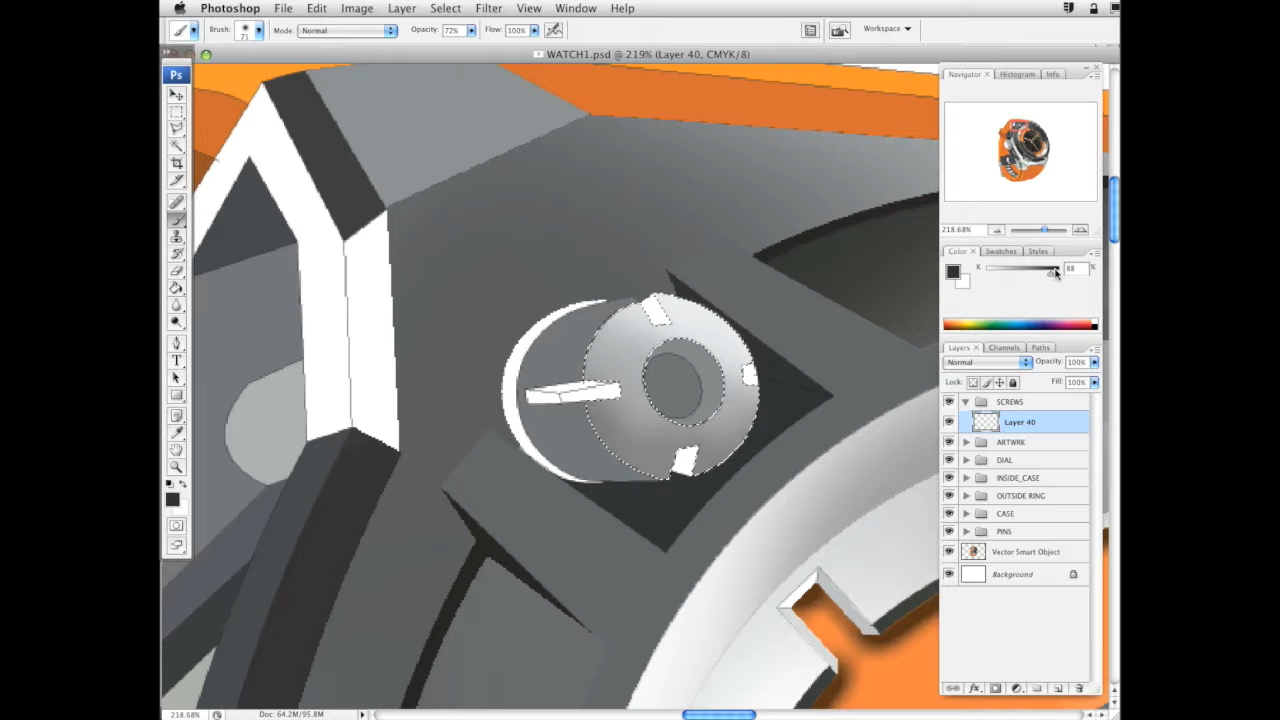 Photoshop File Edit Image Layer Select Filter View Window Help
Brush: 71 Mode: Normal Opacity: 72% Flow: 100% Workspace
WATCH1.psd @ 219% (Layer 40, CMYK/8)
Ps
Navigator × Histogram Info
218.68%
Color × Swatches Styles
K 88 %
Layers × Channels Paths
Normal Opacity: 100%
Lock: Fill: 100%
SCREWS
Layer 40
ARTWRK
DIAL
INSIDE_CASE
OUTSIDE RING
CASE
PINS
Vector Smart Object
Background
T
218.68% Doc: 64.2M/95.8M
fx